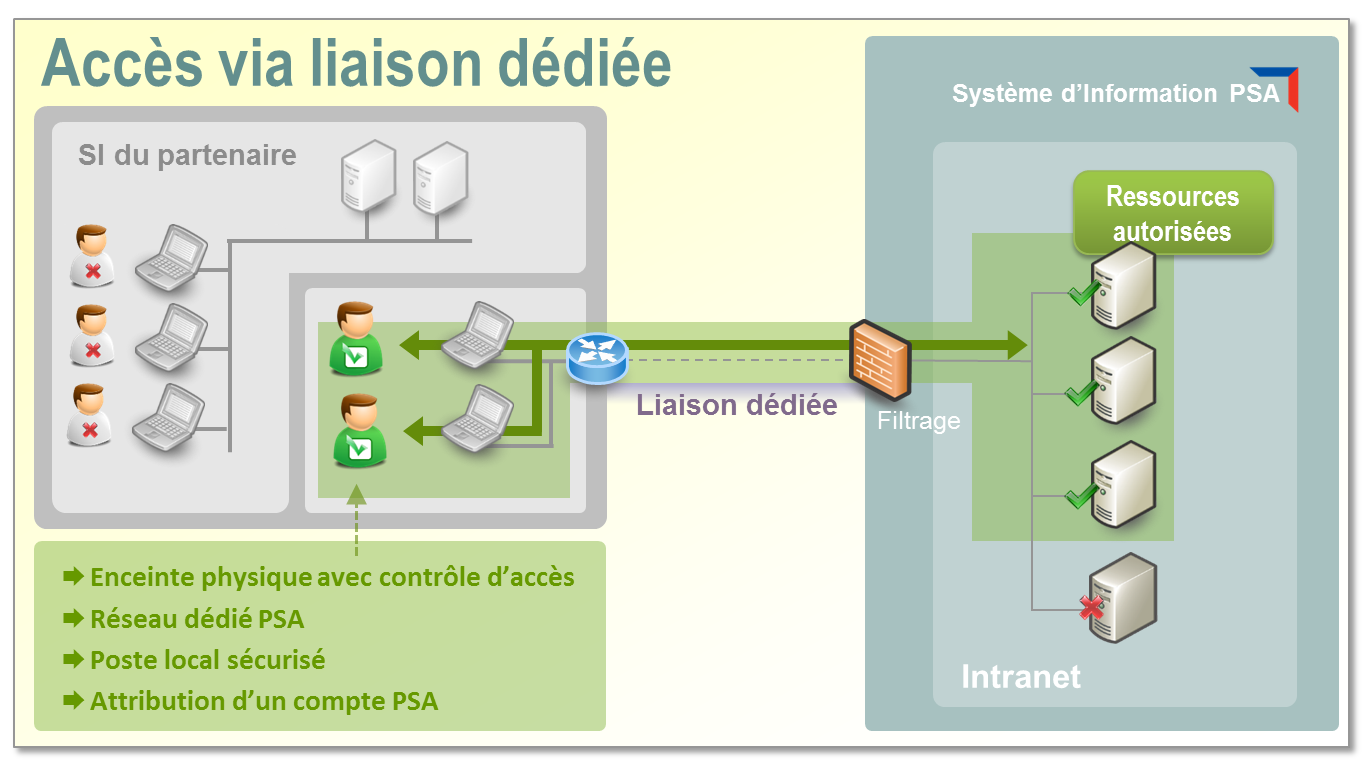 Accès via liaison dédiée
Système d’Information PSA
SI du partenaire
Ressources
autorisées
Liaison dédiée
Filtrage
➡ Enceinte physique avec contrôle d’accès
➡ Réseau dédié PSA
➡ Poste local sécurisé
➡ Attribution d’un compte PSA
Intranet